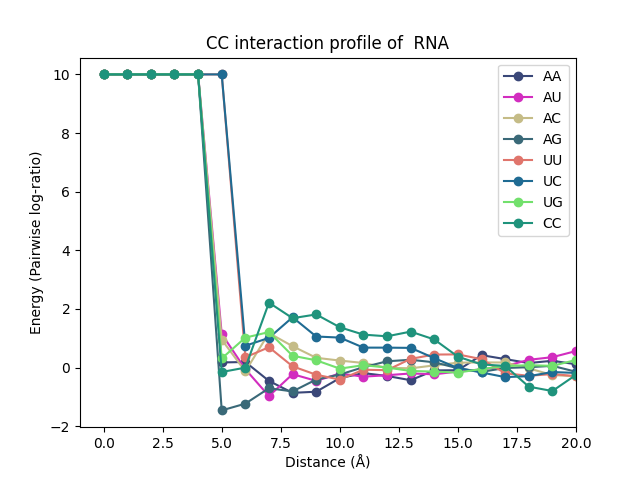 CC interaction profile of  RNA
Energy (Pairwise log-ratio)
10
8
6
4
2
0
−2
0.0 2.5 5.0 7.5 10.0 12.5 15.0 17.5 20.0
Distance (Å)
AA
AU
AC
AG
UU
UC
UG
CC